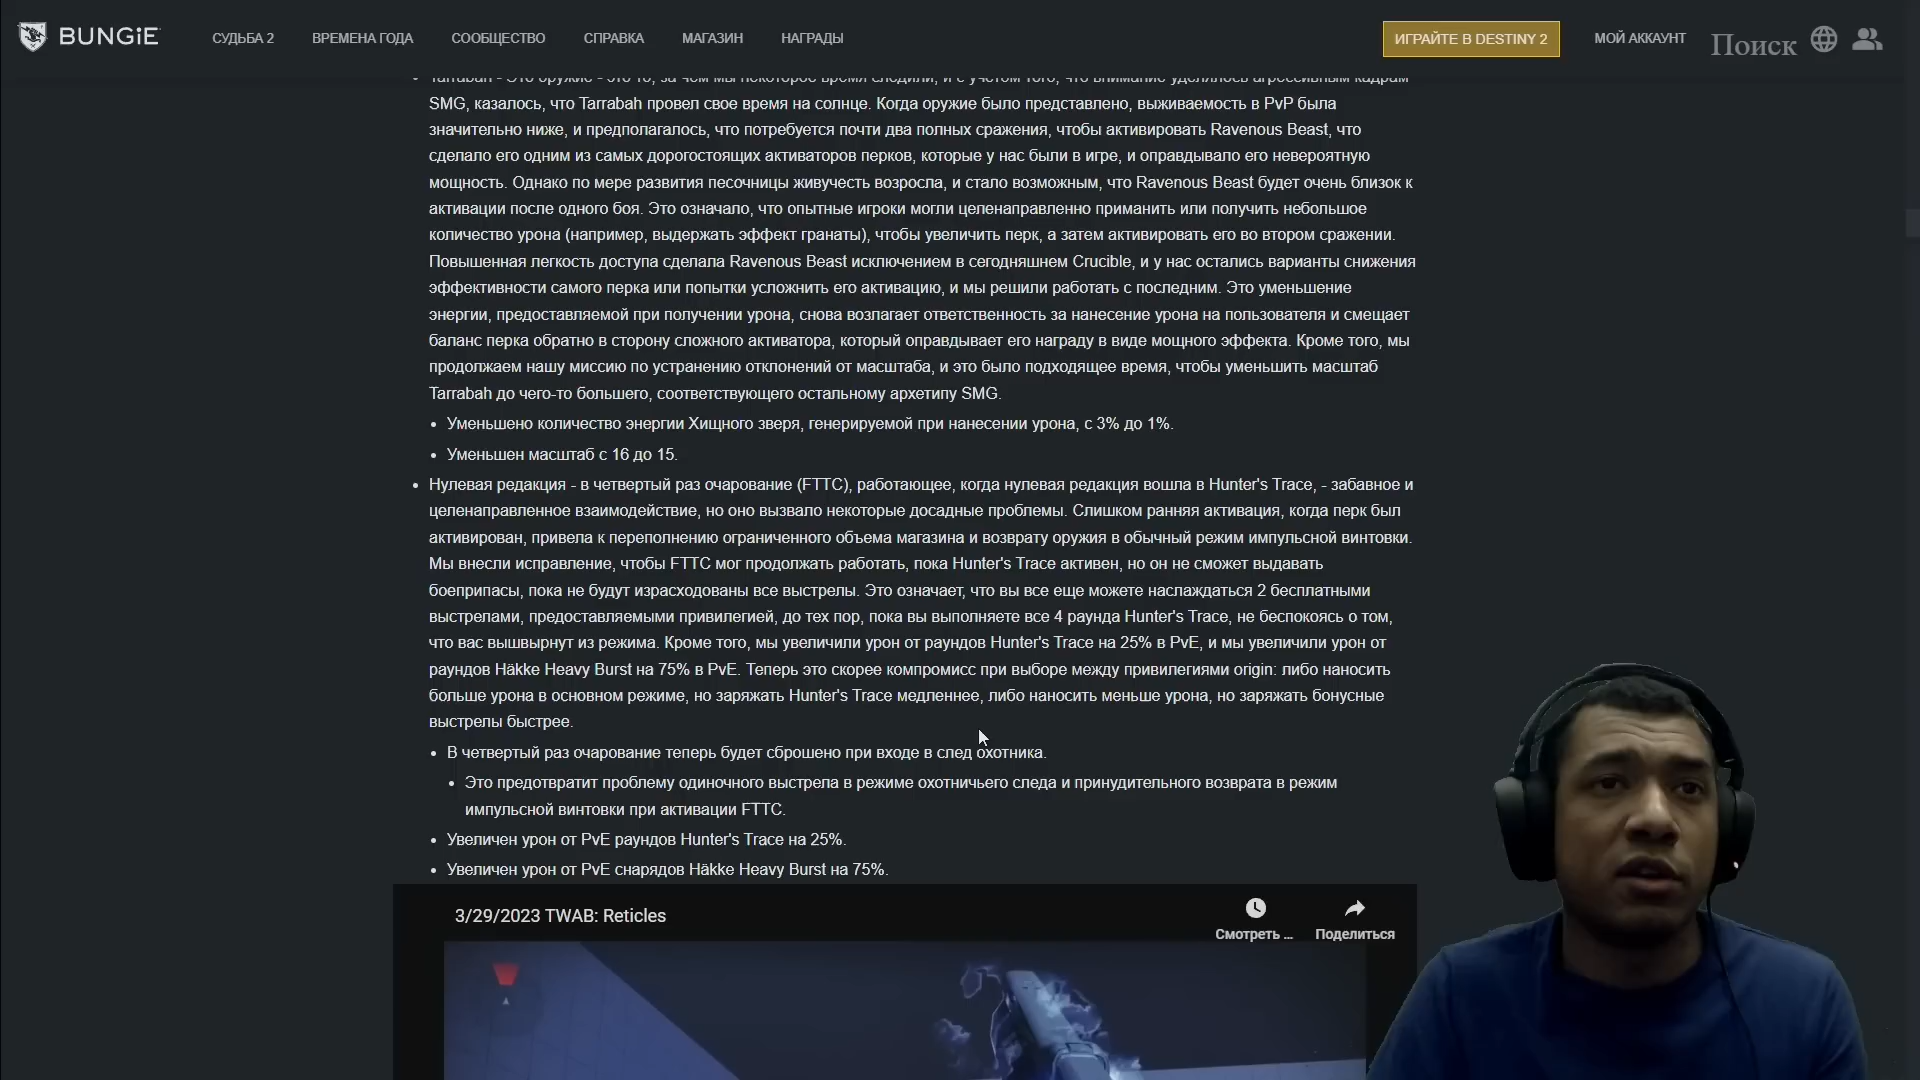 BUNGiE
СУДЬБА 2 ВРЕМЕНА ГОДА СООБЩЕСТВО СПРАВКА МАГАЗИН НАГРАДЫ ИГРАЙТЕ В DESTINY 2 МОЙ АККАУНТ Поиск
Tarrabah - Это оружие - это то, за чем мы некоторое время следили, и с учетом того, что внимание уделялось агрессивным кадрам
SMG, казалось, что Tarrabah провел свое время на солнце. Когда оружие было представлено, выживаемость в PvP была
значительно ниже, и предполагалось, что потребуется почти два полных сражения, чтобы активировать Ravenous Beast, что
сделало его одним из самых дорогостоящих активаторов перков, которые у нас были в игре, и оправдывало его невероятную
мощность. Однако по мере развития песочницы живучесть возросла, и стало возможным, что Ravenous Beast будет очень близок к
активации после одного боя. Это означало, что опытные игроки могли целенаправленно приманить или получить небольшое
количество урона (например, выдержать эффект гранаты), чтобы увеличить перк, а затем активировать его во втором сражении.
Повышенная легкость доступа сделала Ravenous Beast исключением в сегодняшнем Crucible, и у нас остались варианты снижения
эффективности самого перка или попытки усложнить его активацию, и мы решили работать с последним. Это уменьшение
энергии, предоставляемой при получении урона, снова возлагает ответственность за нанесение урона на пользователя и смещает
баланс перка обратно в сторону сложного активатора, который оправдывает его награду в виде мощного эффекта. Кроме того, мы
продолжаем нашу миссию по устранению отклонений от масштаба, и это было подходящее время, чтобы уменьшить масштаб
Tarrabah до чего-то большего, соответствующего остальному архетипу SMG.
Уменьшено количество энергии Хищного зверя, генерируемой при нанесении урона, с 3% до 1%.
Уменьшен масштаб с 16 до 15.
Нулевая редакция - в четвертый раз очарование (FTTC), работающее, когда нулевая редакция вошла в Hunter's Trace, - забавное и
целенаправленное взаимодействие, но оно вызвало некоторые досадные проблемы. Слишком ранняя активация, когда перк был
активирован, привела к переполнению ограниченного объема магазина и возврату оружия в обычный режим импульсной винтовки.
Мы внесли исправление, чтобы FTTC мог продолжать работать, пока Hunter's Trace активен, но он не сможет выдавать
боеприпасы, пока не будут израсходованы все выстрелы. Это означает, что вы все еще можете наслаждаться 2 бесплатными
выстрелами, предоставляемыми привилегией, до тех пор, пока вы выполняете все 4 раунда Hunter's Trace, не беспокоясь о том,
что вас вышвырнут из режима. Кроме того, мы увеличили урон от раундов Hunter's Trace на 25% в PvE, и мы увеличили урон от
раундов Häkke Heavy Burst на 75% в PvE. Теперь это скорее компромисс при выборе между привилегиями origin: либо наносить
больше урона в основном режиме, но заряжать Hunter's Trace медленнее, либо наносить меньше урона, но заряжать бонусные
выстрелы быстрее.
В четвертый раз очарование теперь будет сброшено при входе в след охотника.
Это предотвратит проблему одиночного выстрела в режиме охотничьего следа и принудительного возврата в режим
импульсной винтовки при активации FTTC.
Увеличен урон от PvE раундов Hunter's Trace на 25%.
Увеличен урон от PvE снарядов Häkke Heavy Burst на 75%.
3/29/2023 TWAB: Reticles
Смотреть ... Поделиться